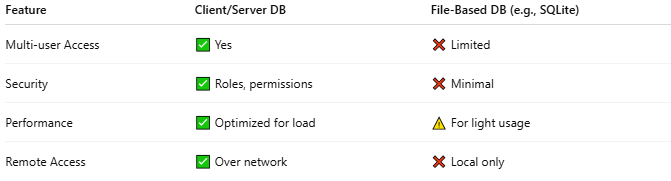 Feature Client/Server DB File-Based DB (e.g., SQLite)
Multi-user Access ✅ Yes ❌ Limited
Security ✅ Roles, permissions ❌ Minimal
Performance ✅ Optimized for load ⚠️ For light usage
Remote Access ✅ Over network ❌ Local only